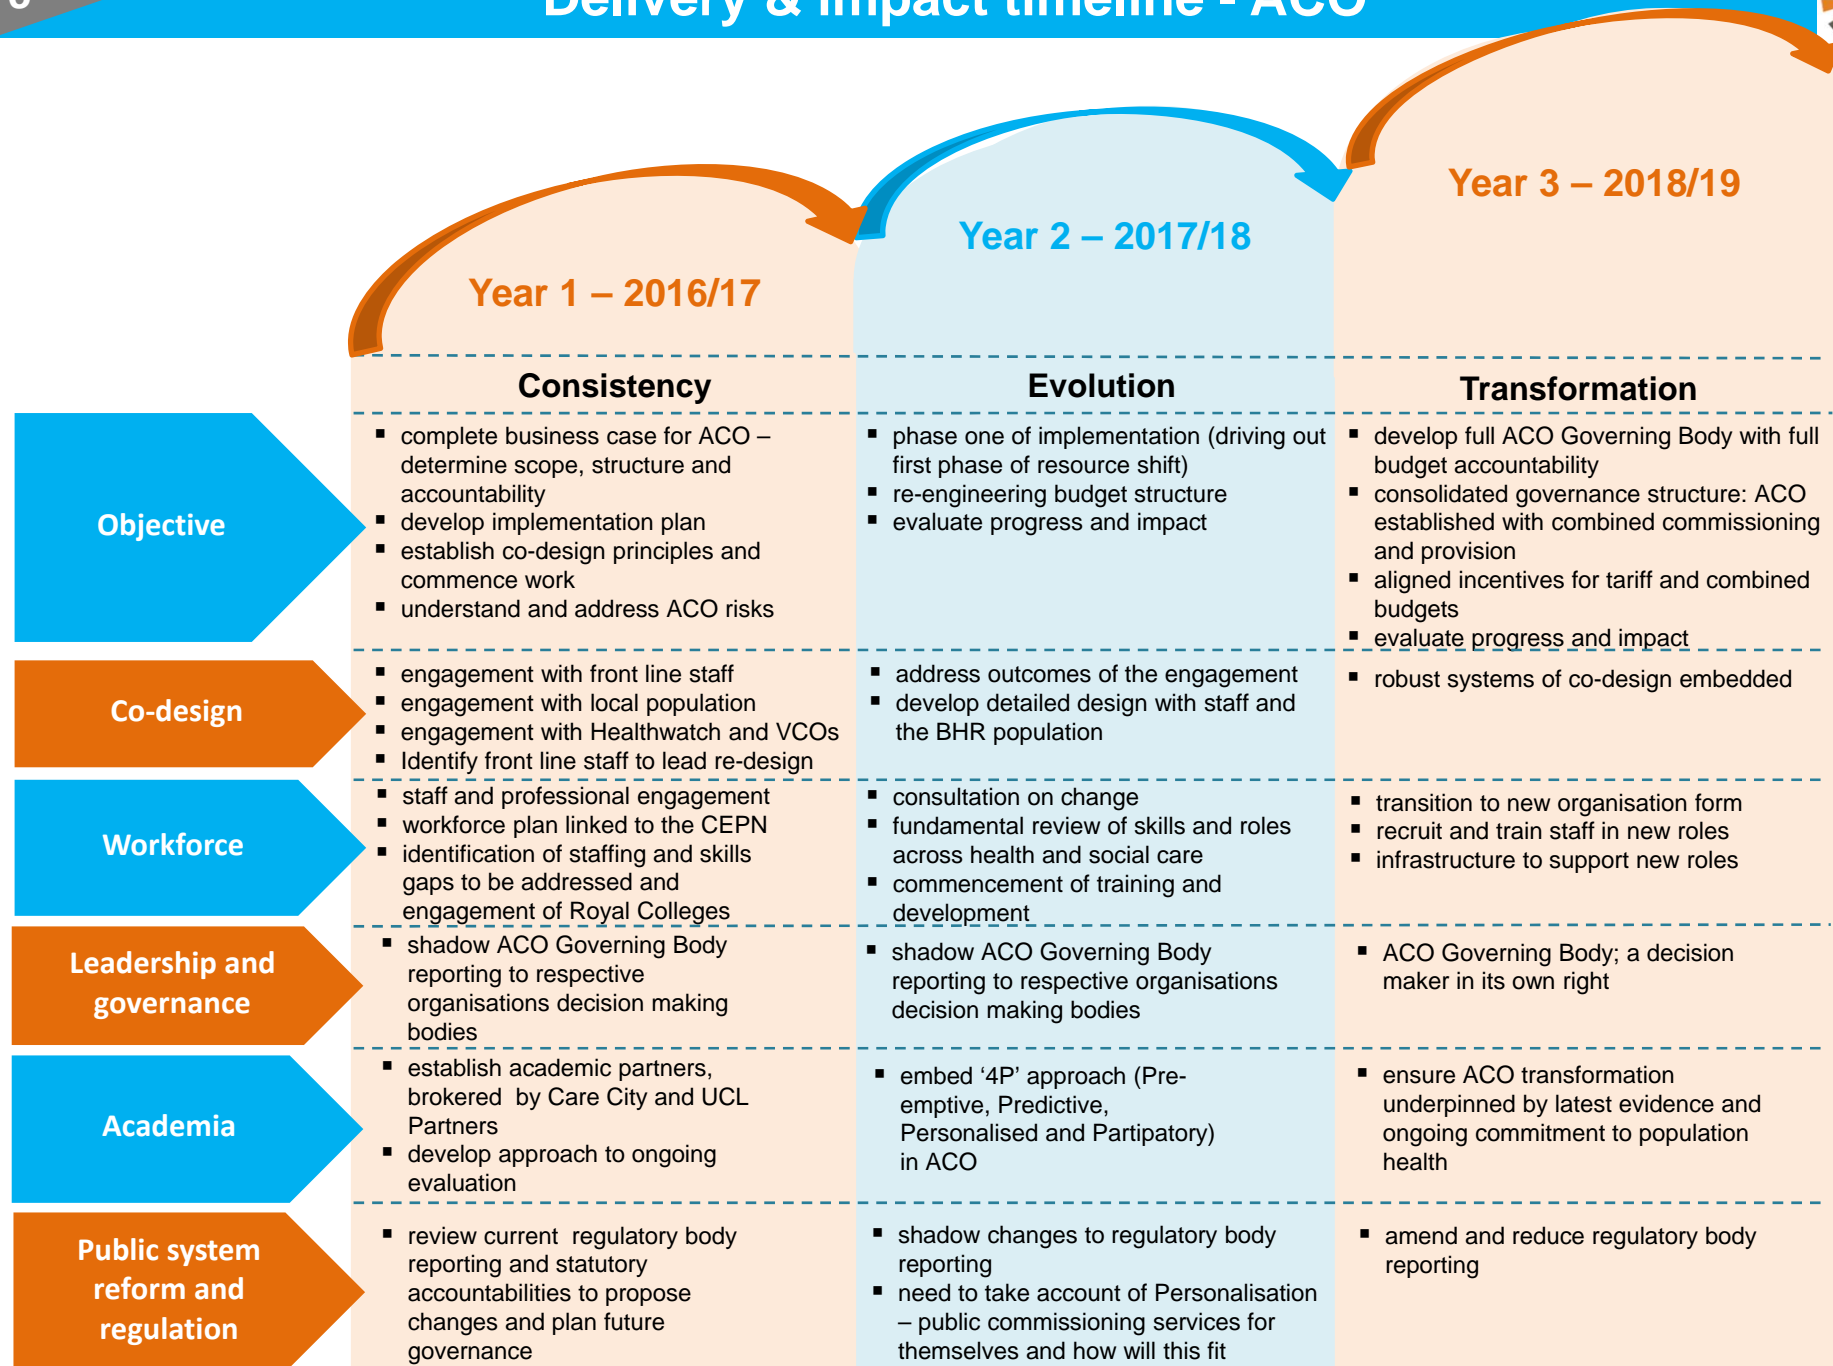 Delivery & Impact timeline - ACO
Year 1 – 2016/17
Year 2 – 2017/18
Year 3 – 2018/19
Consistency
Evolution
Transformation
Objective
▪ complete business case for ACO –
determine scope, structure and
accountability
▪ develop implementation plan
▪ establish co-design principles and
commence work
▪ understand and address ACO risks
▪ phase one of implementation (driving out
first phase of resource shift)
▪ re-engineering budget structure
▪ evaluate progress and impact
▪ develop full ACO Governing Body with full
budget accountability
▪ consolidated governance structure: ACO
established with combined commissioning
and provision
▪ aligned incentives for tariff and combined
budgets
▪ evaluate progress and impact
Co-design
▪ engagement with front line staff
▪ engagement with local population
▪ engagement with Healthwatch and VCOs
▪ Identify front line staff to lead re-design
▪ address outcomes of the engagement
▪ develop detailed design with staff and
the BHR population
▪ robust systems of co-design embedded
Workforce
▪ staff and professional engagement
▪ workforce plan linked to the CEPN
▪ identification of staffing and skills
gaps to be addressed and
engagement of Royal Colleges
▪ consultation on change
▪ fundamental review of skills and roles
across health and social care
▪ commencement of training and
development
▪ transition to new organisation form
▪ recruit and train staff in new roles
▪ infrastructure to support new roles
Leadership and
governance
▪ shadow ACO Governing Body
reporting to respective
organisations decision making
bodies
▪ shadow ACO Governing Body
reporting to respective organisations
decision making bodies
▪ ACO Governing Body; a decision
maker in its own right
Academia
▪ establish academic partners,
brokered by Care City and UCL
Partners
▪ develop approach to ongoing
evaluation
▪ embed ‘4P’ approach (Pre-
emptive, Predictive,
Personalised and Partipatory)
in ACO
▪ ensure ACO transformation
underpinned by latest evidence and
ongoing commitment to population
health
Public system
reform and
regulation
▪ review current regulatory body
reporting and statutory
accountabilities to propose
changes and plan future
governance
▪ shadow changes to regulatory body
reporting
▪ need to take account of Personalisation
– public commissioning services for
themselves and how will this fit
▪ amend and reduce regulatory body
reporting